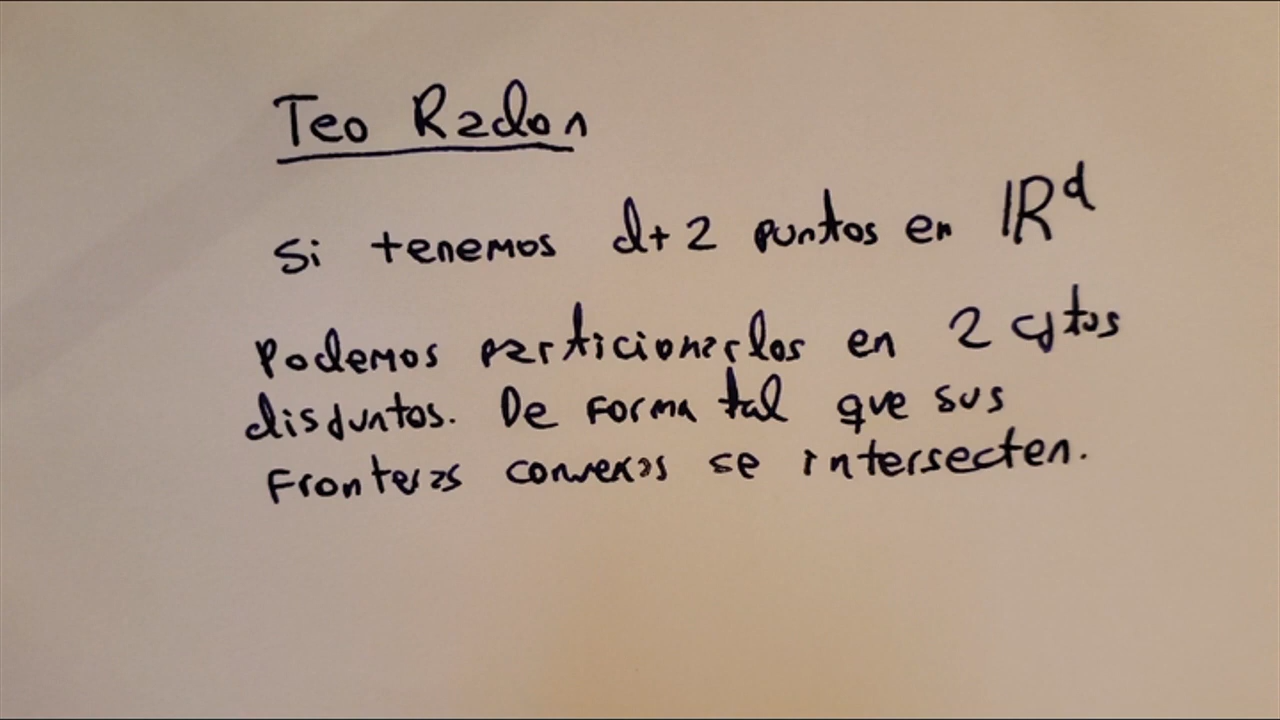 Teo Radon
Si tenemos d+2 puntos en ℝᵈ
Podemos particionarlos en 2 cjtos
disjuntos. De forma tal que sus
fronteras convexas se intersecten.